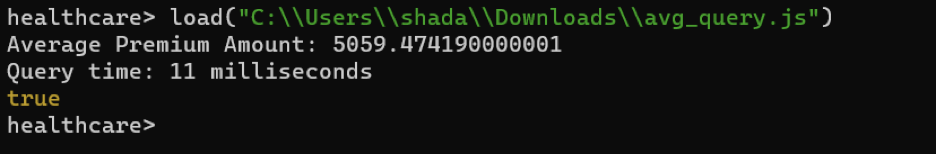 healthcare> load("C:\\Users\\shada\\Downloads\\avg_query.js")
Average Premium Amount: 5059.474190000001
Query time: 11 milliseconds
true
healthcare>